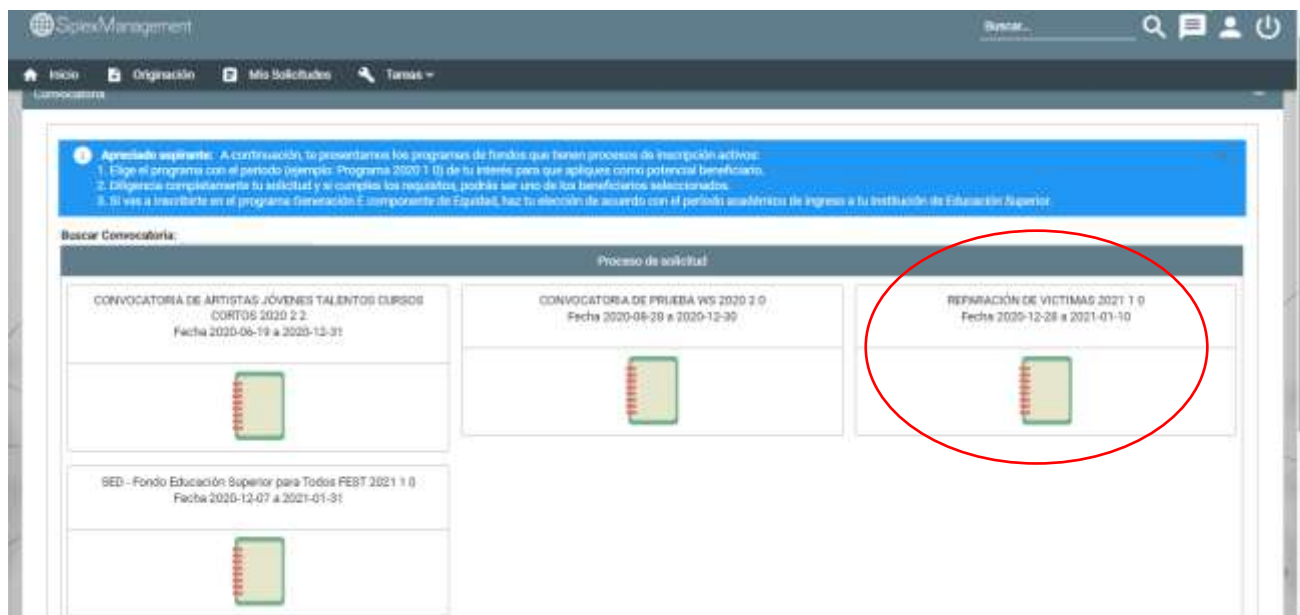 SpiexManagement
Buscar...
Inicio Originación Mis Solicitudes Tareas
Convocatoria
Apreciado aspirante: A continuación, te presentamos los programas de fondos que tienen procesos de inscripción activos:
1. Elige el programa con el periodo (ejemplo: Programa 2020 1 0) de tu interés para que apliques como potencial beneficiario.
2. Diligencia completamente tu solicitud y si cumples los requisitos, podrás ser uno de los beneficiarios seleccionados.
3. Si vas a inscribirte en el programa Generación E componente de Equidad, haz tu elección de acuerdo con el periodo académico de ingreso a tu Institución de Educación Superior.
Buscar Convocatoria:
Proceso de solicitud
CONVOCATORIA DE ARTISTAS JÓVENES TALENTOS CURSOS
CORTOS 2020 2 2
Fecha 2020-06-19 a 2020-12-31
CONVOCATORIA DE PRUEBA WS 2020 2 0
Fecha 2020-08-28 a 2020-12-30
REPARACIÓN DE VICTIMAS 2021 1 0
Fecha 2020-12-28 a 2021-01-10
SED - Fondo Educación Superior para Todos FEST 2021 1 0
Fecha 2020-12-07 a 2021-01-31